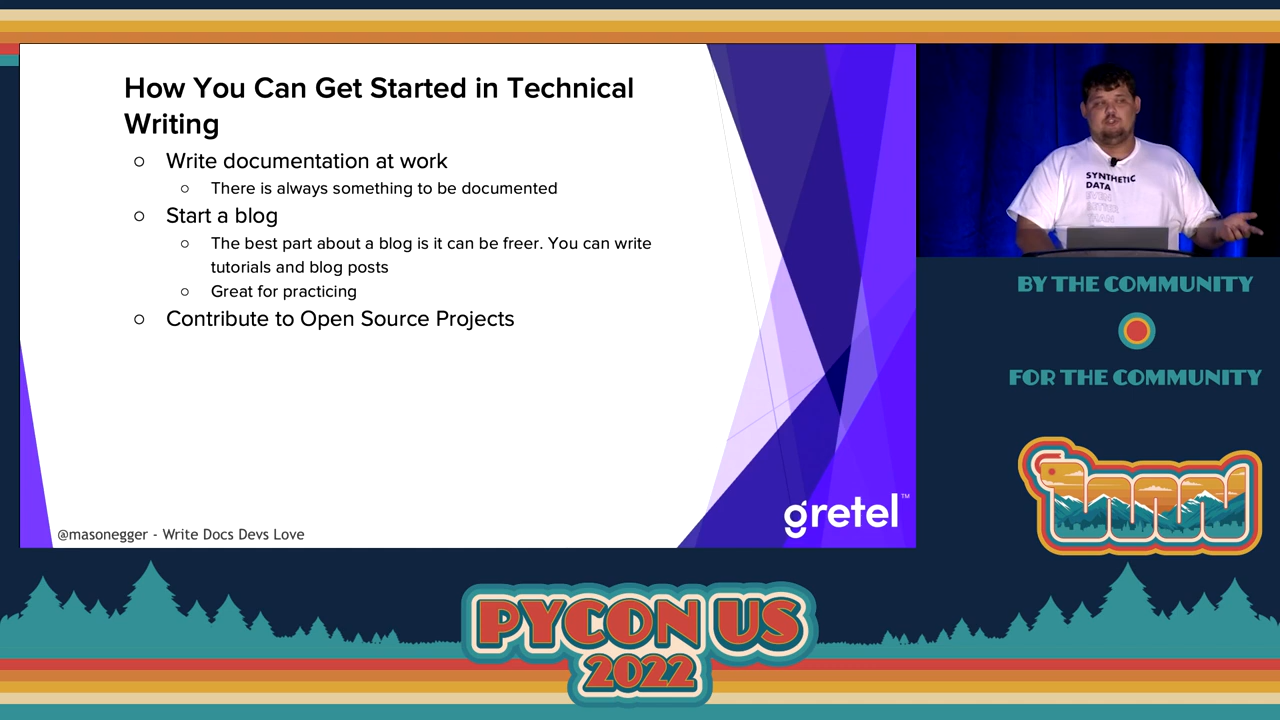 How You Can Get Started in Technical
Writing
○ Write documentation at work
○ There is always something to be documented
○ Start a blog
○ The best part about a blog is it can be freer. You can write
tutorials and blog posts
○ Great for practicing
○ Contribute to Open Source Projects
@masonegger - Write Docs Devs Love
gretel™
SYNTHETIC
DATA
BY THE COMMUNITY
FOR THE COMMUNITY
PYCON US
2022